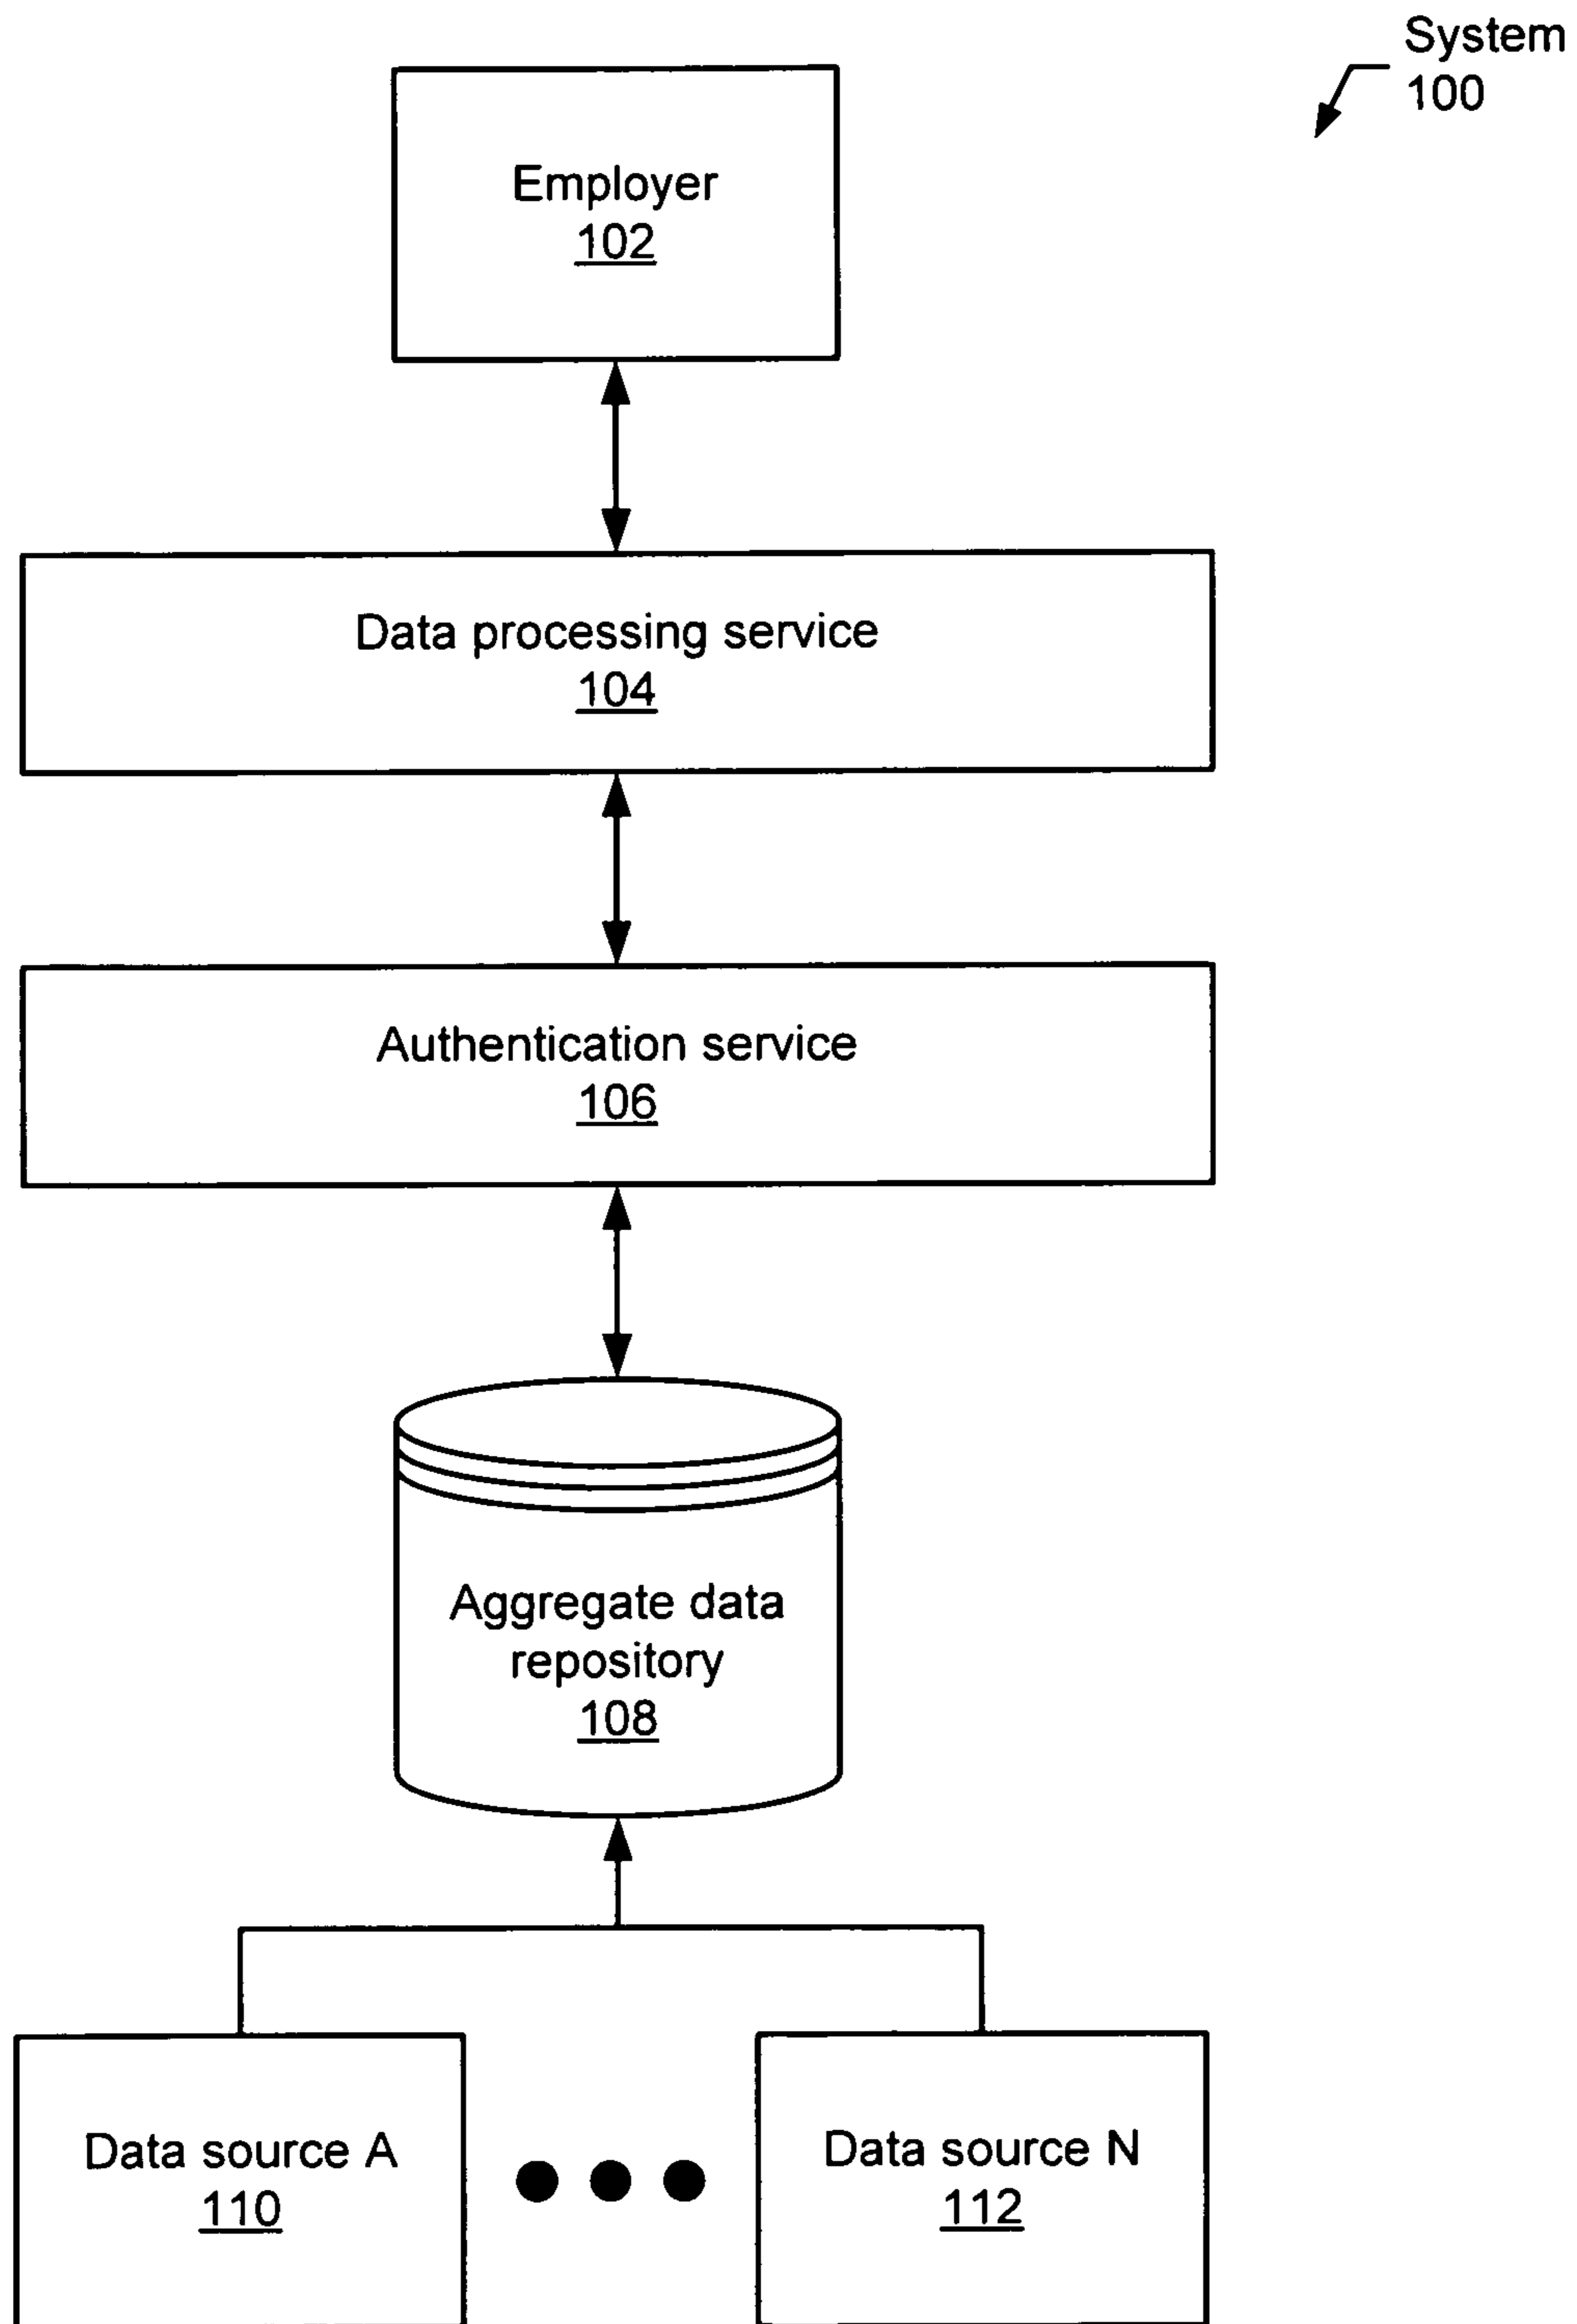 System
100
Employer
102
Data processing service
104
Authentication service
106
Aggregate data
repository
108
Data source A
110
Data source N
112